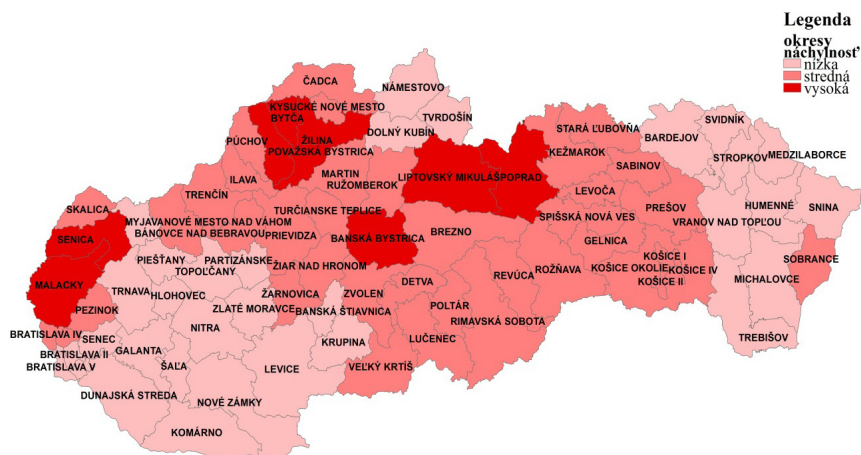 Legenda
okresy
náchylnosť
nížka
stredná
vysoká
ČADCA
NÁMESTOVO
KYSUCKÉ NOVÉ MESTO
BYTČA
TVRDOŠÍN
SVIDNÍK
STARÁ ĽUBOVŇA
BARDEJOV
DOLNÝ KUBÍN
PÚCHOV
ŽILINA
POVAŽSKÁ BYSTRICA
KEŽMAROK
STROPKOV
MEDZILABORCE
SABINOV
ILAVA
MARTIN
RUŽOMBEROK
LIPTOVSKÝ MIKULÁŠ
POPRAD
LEVOČA
TRENČÍN
SKALICA
TURČIANSKE TEPLICE
PREŠOV
HUMENNÉ
SNINA
MYJAVA
NOVÉ MESTO NAD VÁHOM
SPIŠSKÁ NOVÁ VES
VRANOV NAD TOPĽOU
BÁNOVCE NAD BEBRAVOU
PRIEVIDZA
BANSKÁ BYSTRICA
BREZNO
SENICA
GELNICA
PIEŠŤANY
PARTIZÁNSKE
TOPOĽČANY
ŽIAR NAD HRONOM
REVÚCA
ROŽŇAVA
KOŠICE I
KOŠICE OKOLIE
KOŠICE IV
KOŠICE II
SOBRANCE
MICHALOVCE
MALACKY
TRNAVA
HLOHOVEC
DETVA
ŽARNOVICA
ZVOLEN
ZLATÉ MORAVCE
BANSKÁ ŠTIAVNICA
POLTÁR
PEZINOK
RIMAVSKÁ SOBOTA
BRATISLAVA IV
NITRA
SENEC
KRUPINA
LUČENEC
TREBIŠOV
BRATISLAVA II
GALANTA
BRATISLAVA V
ŠAĽA
LEVICE
VEĽKÝ KRTÍŠ
DUNAJSKÁ STREDA
NOVÉ ZÁMKY
KOMÁRNO